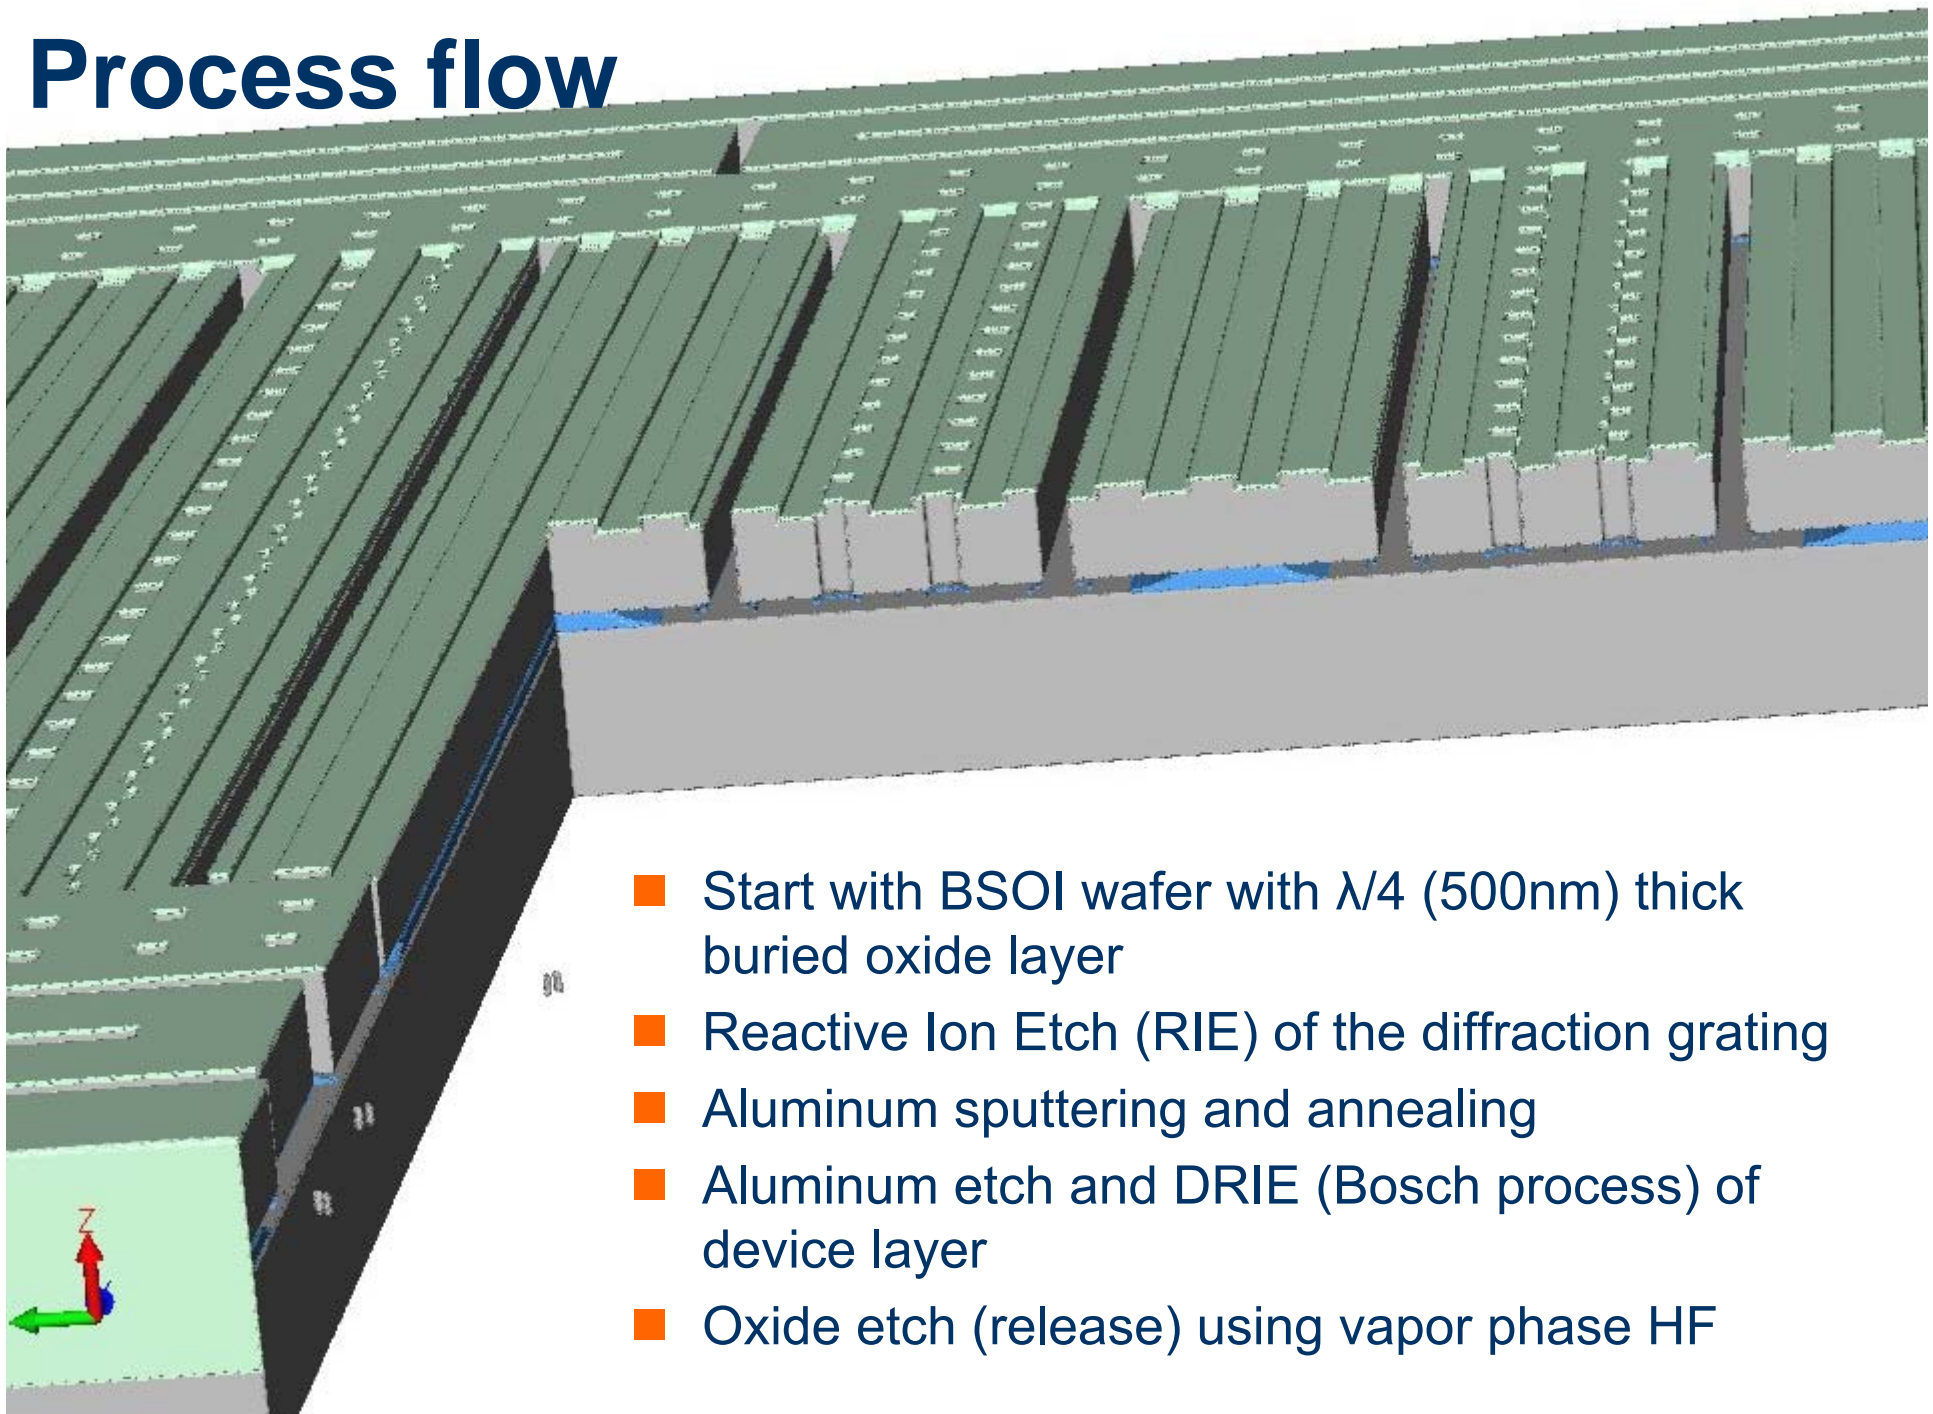 Process flow
Start with BSOI wafer with λ/4 (500nm) thick
buried oxide layer
Reactive Ion Etch (RIE) of the diffraction grating
Aluminum sputtering and annealing
Aluminum etch and DRIE (Bosch process) of
device layer
Oxide etch (release) using vapor phase HF
Z